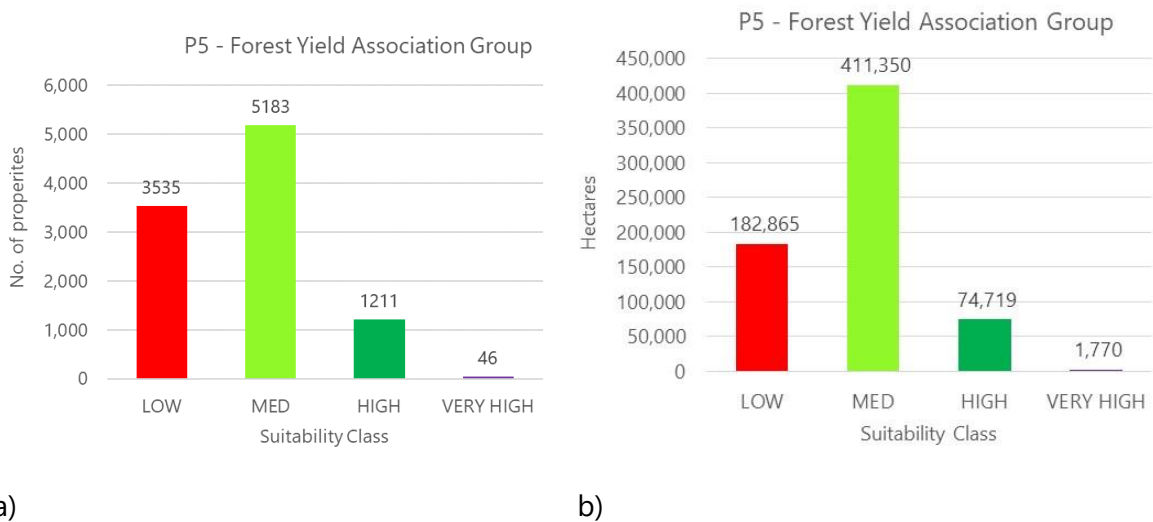 P5 - Forest Yield Association Group
6,000
5,000
4,000
3,000
2,000
1,000
0
No. of properites
3535
5183
1211
46
LOW MED HIGH VERY HIGH
Suitability Class
a)
P5 - Forest Yield Association Group
450,000
400,000
350,000
300,000
250,000
200,000
150,000
100,000
50,000
0
Hectares
182,865
411,350
74,719
1,770
LOW MED HIGH VERY HIGH
Suitability Class
b)